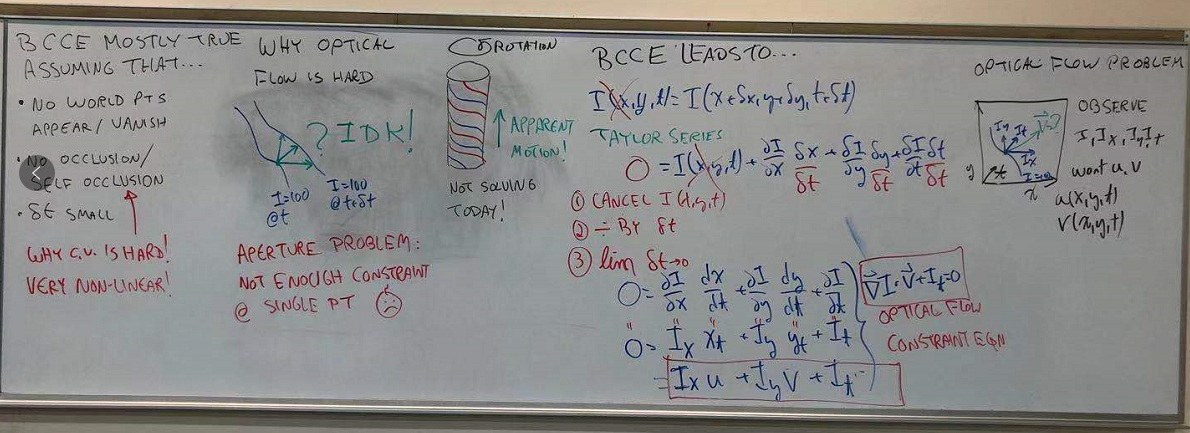 BCCE MOSTLY TRUE
ASSUMING THAT...
• NO WORLD PTS
APPEAR/VANISH
• NO OCCLUSION/
SELF OCCLUSION
• δt SMALL
WHY C.V. IS HARD!
VERY NON-LINEAR!
WHY OPTICAL
FLOW IS HARD
? IDK!
I=100
@t
I=100
@t+δt
APERTURE PROBLEM:
NOT ENOUGH CONSTRAINT
@ SINGLE PT
ROTATION
↑ APPARENT
MOTION!
NOT SOLVING
TODAY!
BCCE LEADS TO...
I(x,y,t) = I(x+δx,y+δy,t+δt)
TAYLOR SERIES
0 = I(x,y,t) + ∂I/∂x δx/δt + ∂I/∂y δy/δt + ∂I/∂t δt/δt
① CANCEL I(x,y,t)
② ÷ BY δt
③ lim δt→0
0 = ∂I/∂x dx/dt + ∂I/∂y dy/dt + ∂I/∂t
0 = Ix xt + Iy yt + It
= Ix u + Iy v + It
∇I·V + It = 0
OPTICAL FLOW
CONSTRAINT EQN
OPTICAL FLOW PROBLEM
Iy It V=?
Ix
I=100
y
t
x
OBSERVE
I, Ix, Iy, It
want u, v
u(x,y,t)
v(x,y,t)